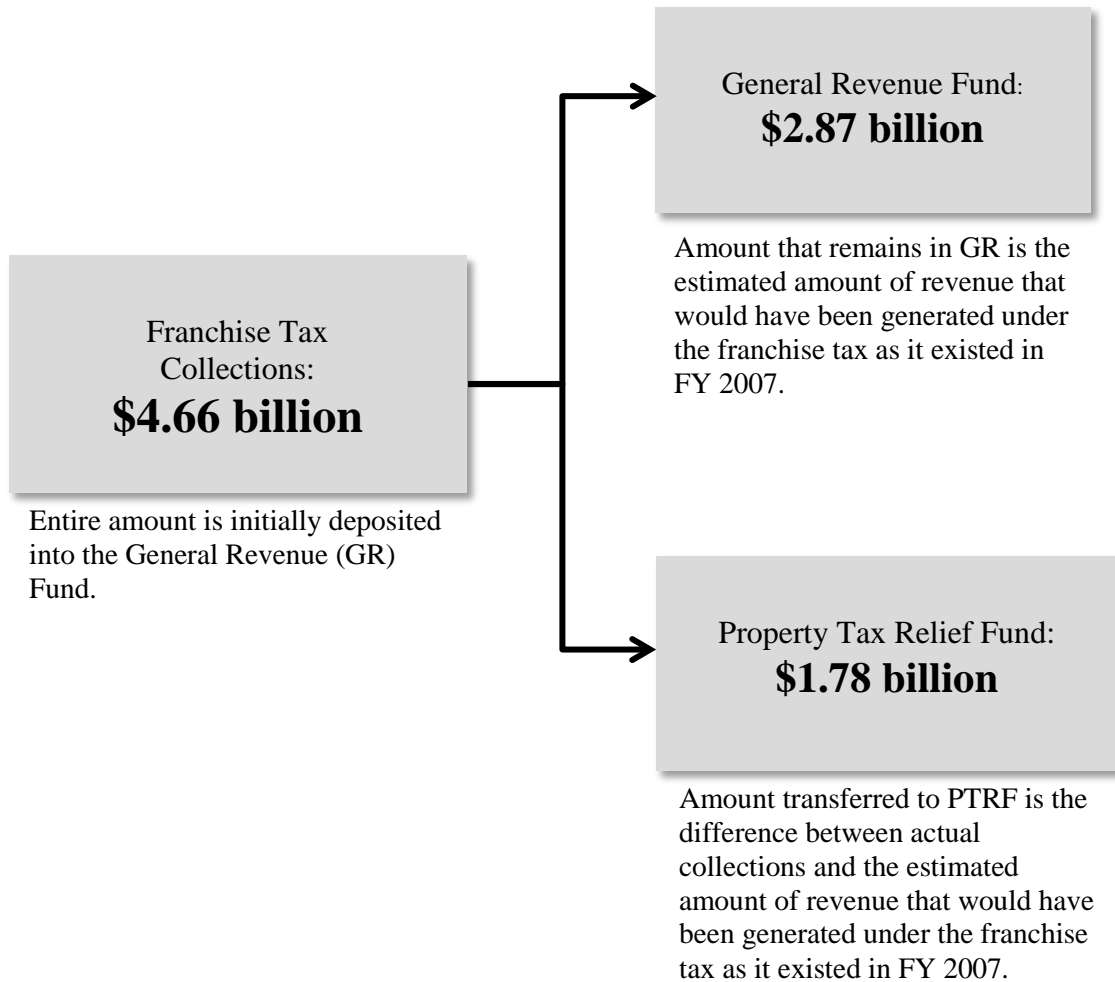 General Revenue Fund:
$2.87 billion
Amount that remains in GR is the
estimated amount of revenue that
would have been generated under
the franchise tax as it existed in
FY 2007.
Franchise Tax
Collections:
$4.66 billion
Entire amount is initially deposited
into the General Revenue (GR)
Fund.
Property Tax Relief Fund:
$1.78 billion
Amount transferred to PTRF is the
difference between actual
collections and the estimated
amount of revenue that would have
been generated under the franchise
tax as it existed in FY 2007.